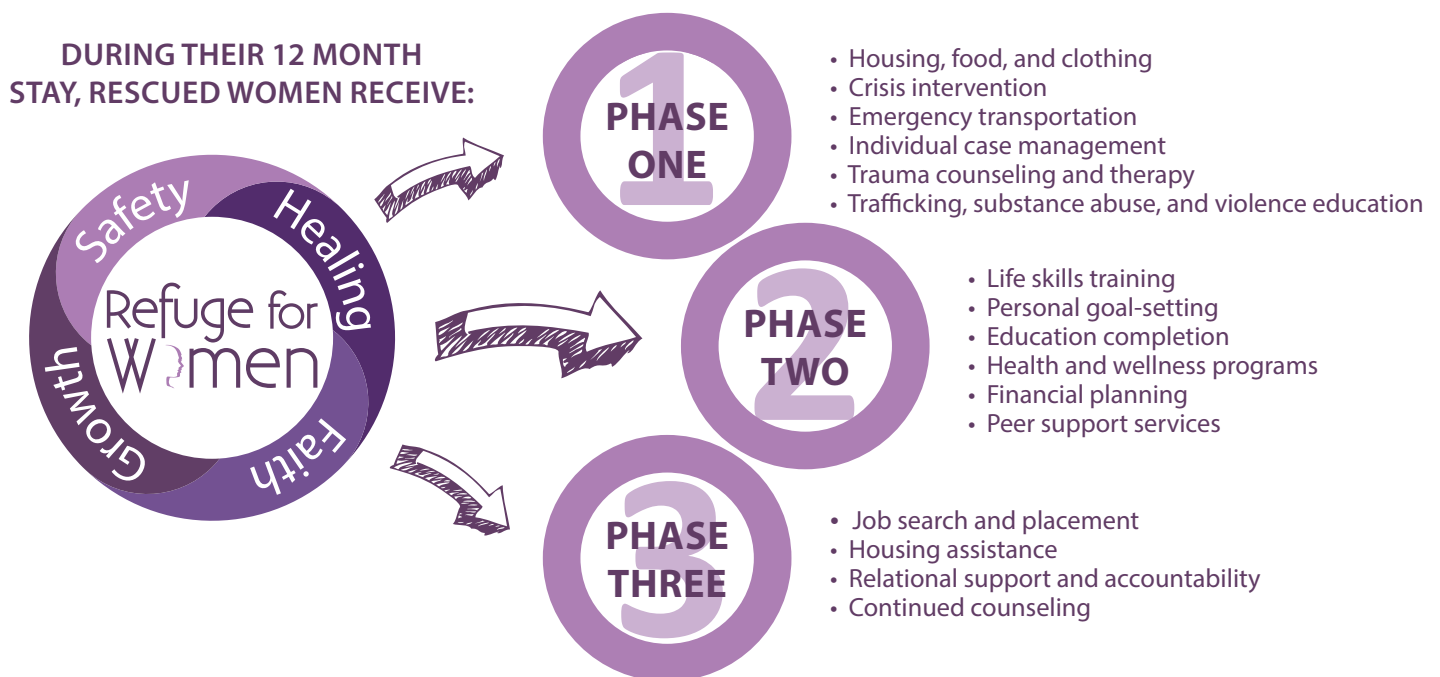 DURING THEIR 12 MONTH
STAY, RESCUED WOMEN RECEIVE:
Safety
Healing
Faith
Growth
Refuge for
Women
1
PHASE
ONE
• Housing, food, and clothing
• Crisis intervention
• Emergency transportation
• Individual case management
• Trauma counseling and therapy
• Trafficking, substance abuse, and violence education
2
PHASE
TWO
• Life skills training
• Personal goal-setting
• Education completion
• Health and wellness programs
• Financial planning
• Peer support services
3
PHASE
THREE
• Job search and placement
• Housing assistance
• Relational support and accountability
• Continued counseling